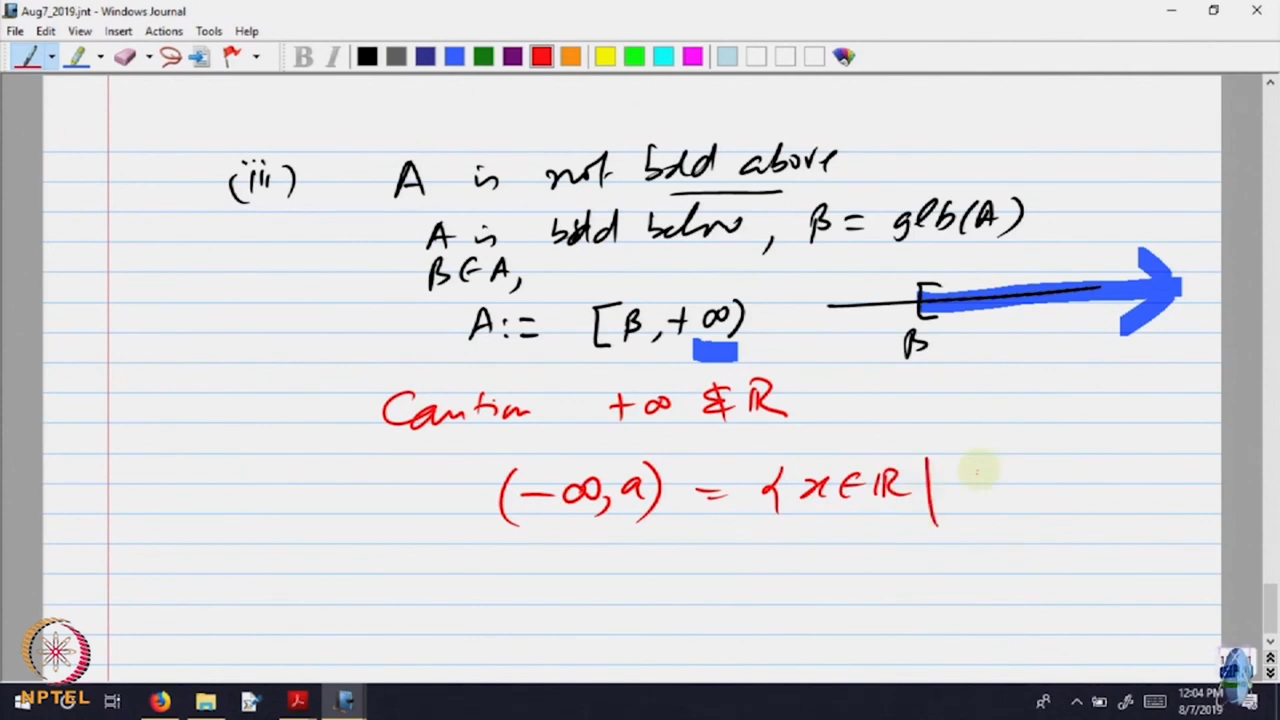 Aug7_2019.jnt - Windows Journal
File Edit View Insert Actions Tools Help
B I
(iii) A is not bdd above
A is bdd below, β = glb(A)
β ∈ A,
A := [β, +∞)
β
Caution +∞ ∉ ℝ
(-∞, a) = { x ∈ ℝ |
NPTEL
12:04 PM
8/7/2019